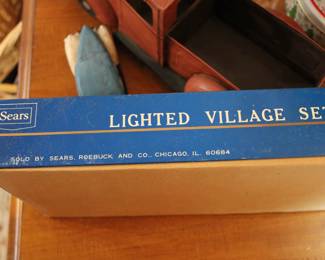 Sears
LIGHTED VILLAGE SE
SOLD BY SEARS, ROEBUCK, AND CO., CHICAGO, IL. 60684